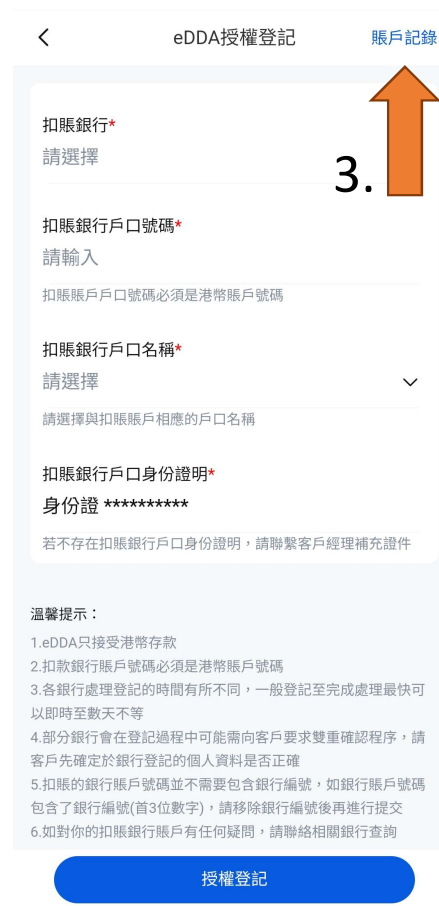 eDDA授權登記
賬戶記錄
3.
扣賬銀行*
請選擇
扣賬銀行戶口號碼*
請輸入
扣賬賬戶戶口號碼必須是港幣賬戶號碼
扣賬銀行戶口名稱*
請選擇
請選擇與扣賬賬戶相應的戶口名稱
扣賬銀行戶口身份證明*
身份證 **********
若不存在扣賬銀行戶口身份證明，請聯繫客戶經理補充證件
溫馨提示：
1.eDDA只接受港幣存款
2.扣款銀行賬戶號碼必須是港幣賬戶號碼
3.各銀行處理登記的時間有所不同，一般登記至完成處理最快可
以即時至數天不等
4.部分銀行會在登記過程中可能需向客戶要求雙重確認程序，請
客戶先確定於銀行登記的個人資料是否正確
5.扣賬的銀行賬戶號碼並不需要包含銀行編號，如銀行賬戶號碼
包含了銀行編號(首3位數字)，請移除銀行編號後再進行提交
6.如對你的扣賬銀行賬戶有任何疑問，請聯絡相關銀行查詢
授權登記